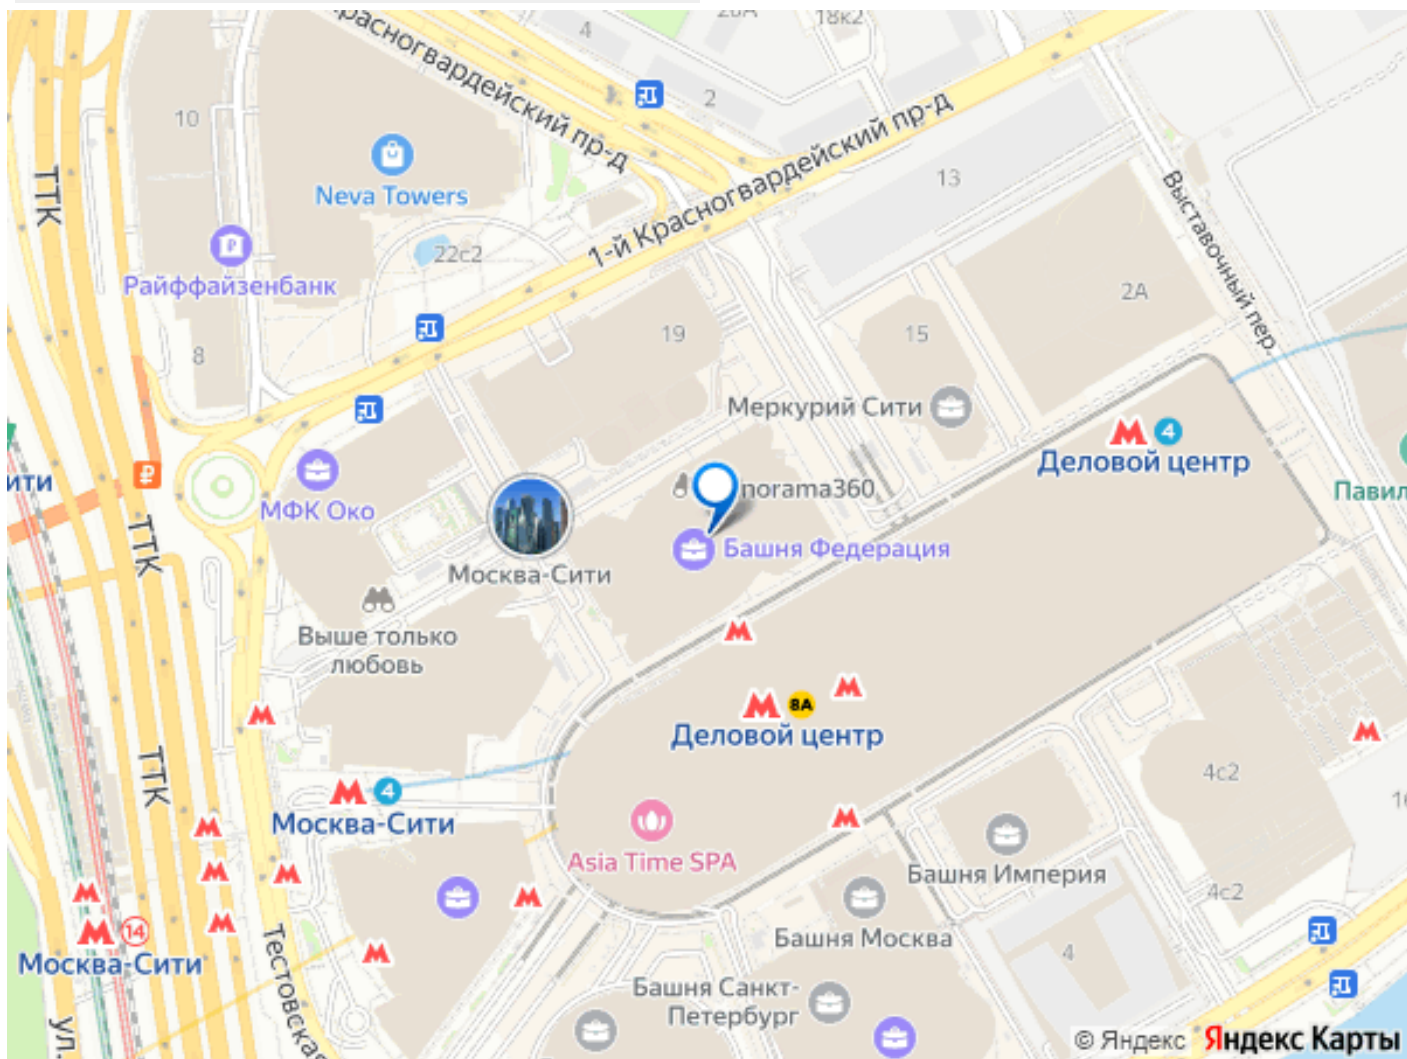 28А
18к2
4
Красногвардейский пр-д
2
10
ТТК
Neva Towers
1-й Красногвардейский пр-д
13
Выставочный пер.
22с2
Райффайзенбанк
2А
19
15
8
Меркурий Сити
4
Деловой центр
ити
МФК Око
norama360
Павил
Москва-Сити
Башня Федерация
ТТК
Выше только
любовь
8А
Деловой центр
ТТК
4с2
4
Москва-Сити
16
Asia Time SPA
Башня Империя
4с2
14
Москва-Сити
Тестовская
Башня Москва
4
Башня Санкт-
Петербург
ул.
© Яндекс Яндекс Карты